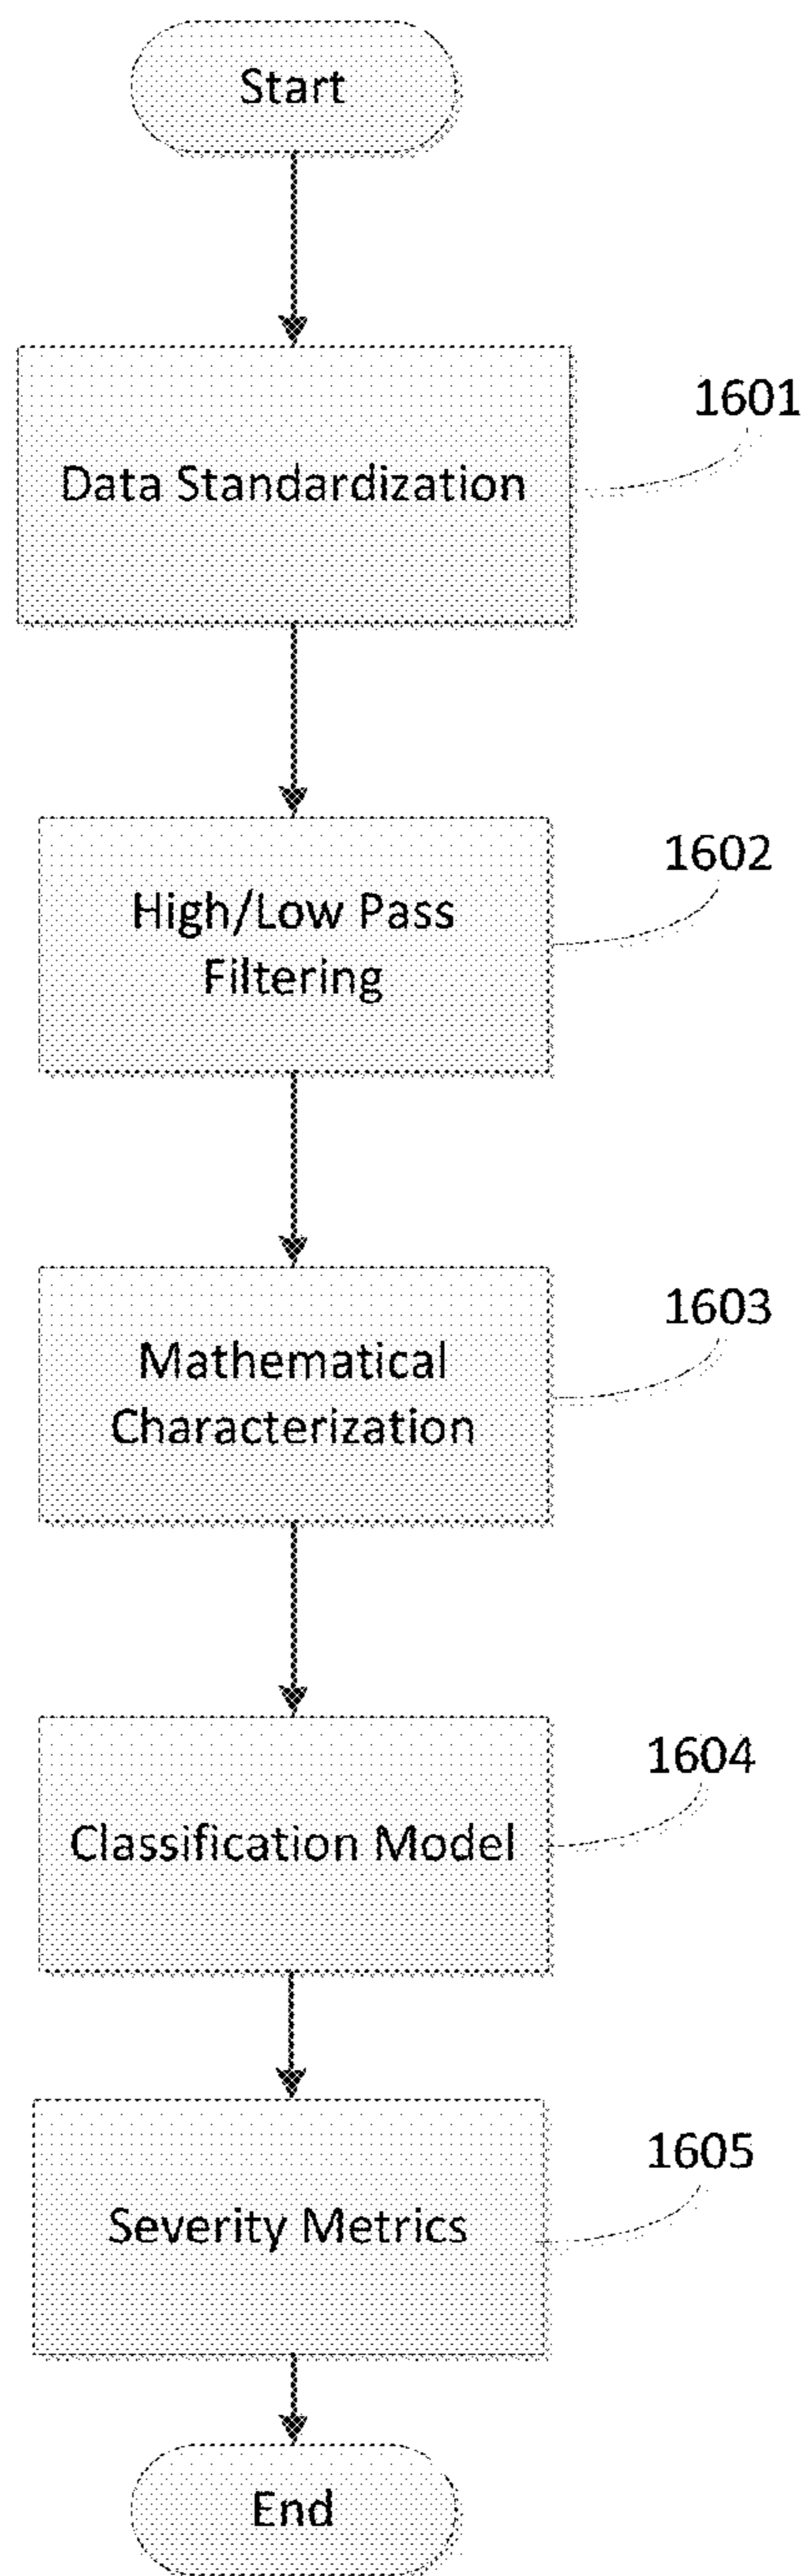 Start
1601
Data Standardization
1602
High/Low Pass
Filtering
1603
Mathematical
Characterization
1604
Classification Model
1605
Severity Metrics
End